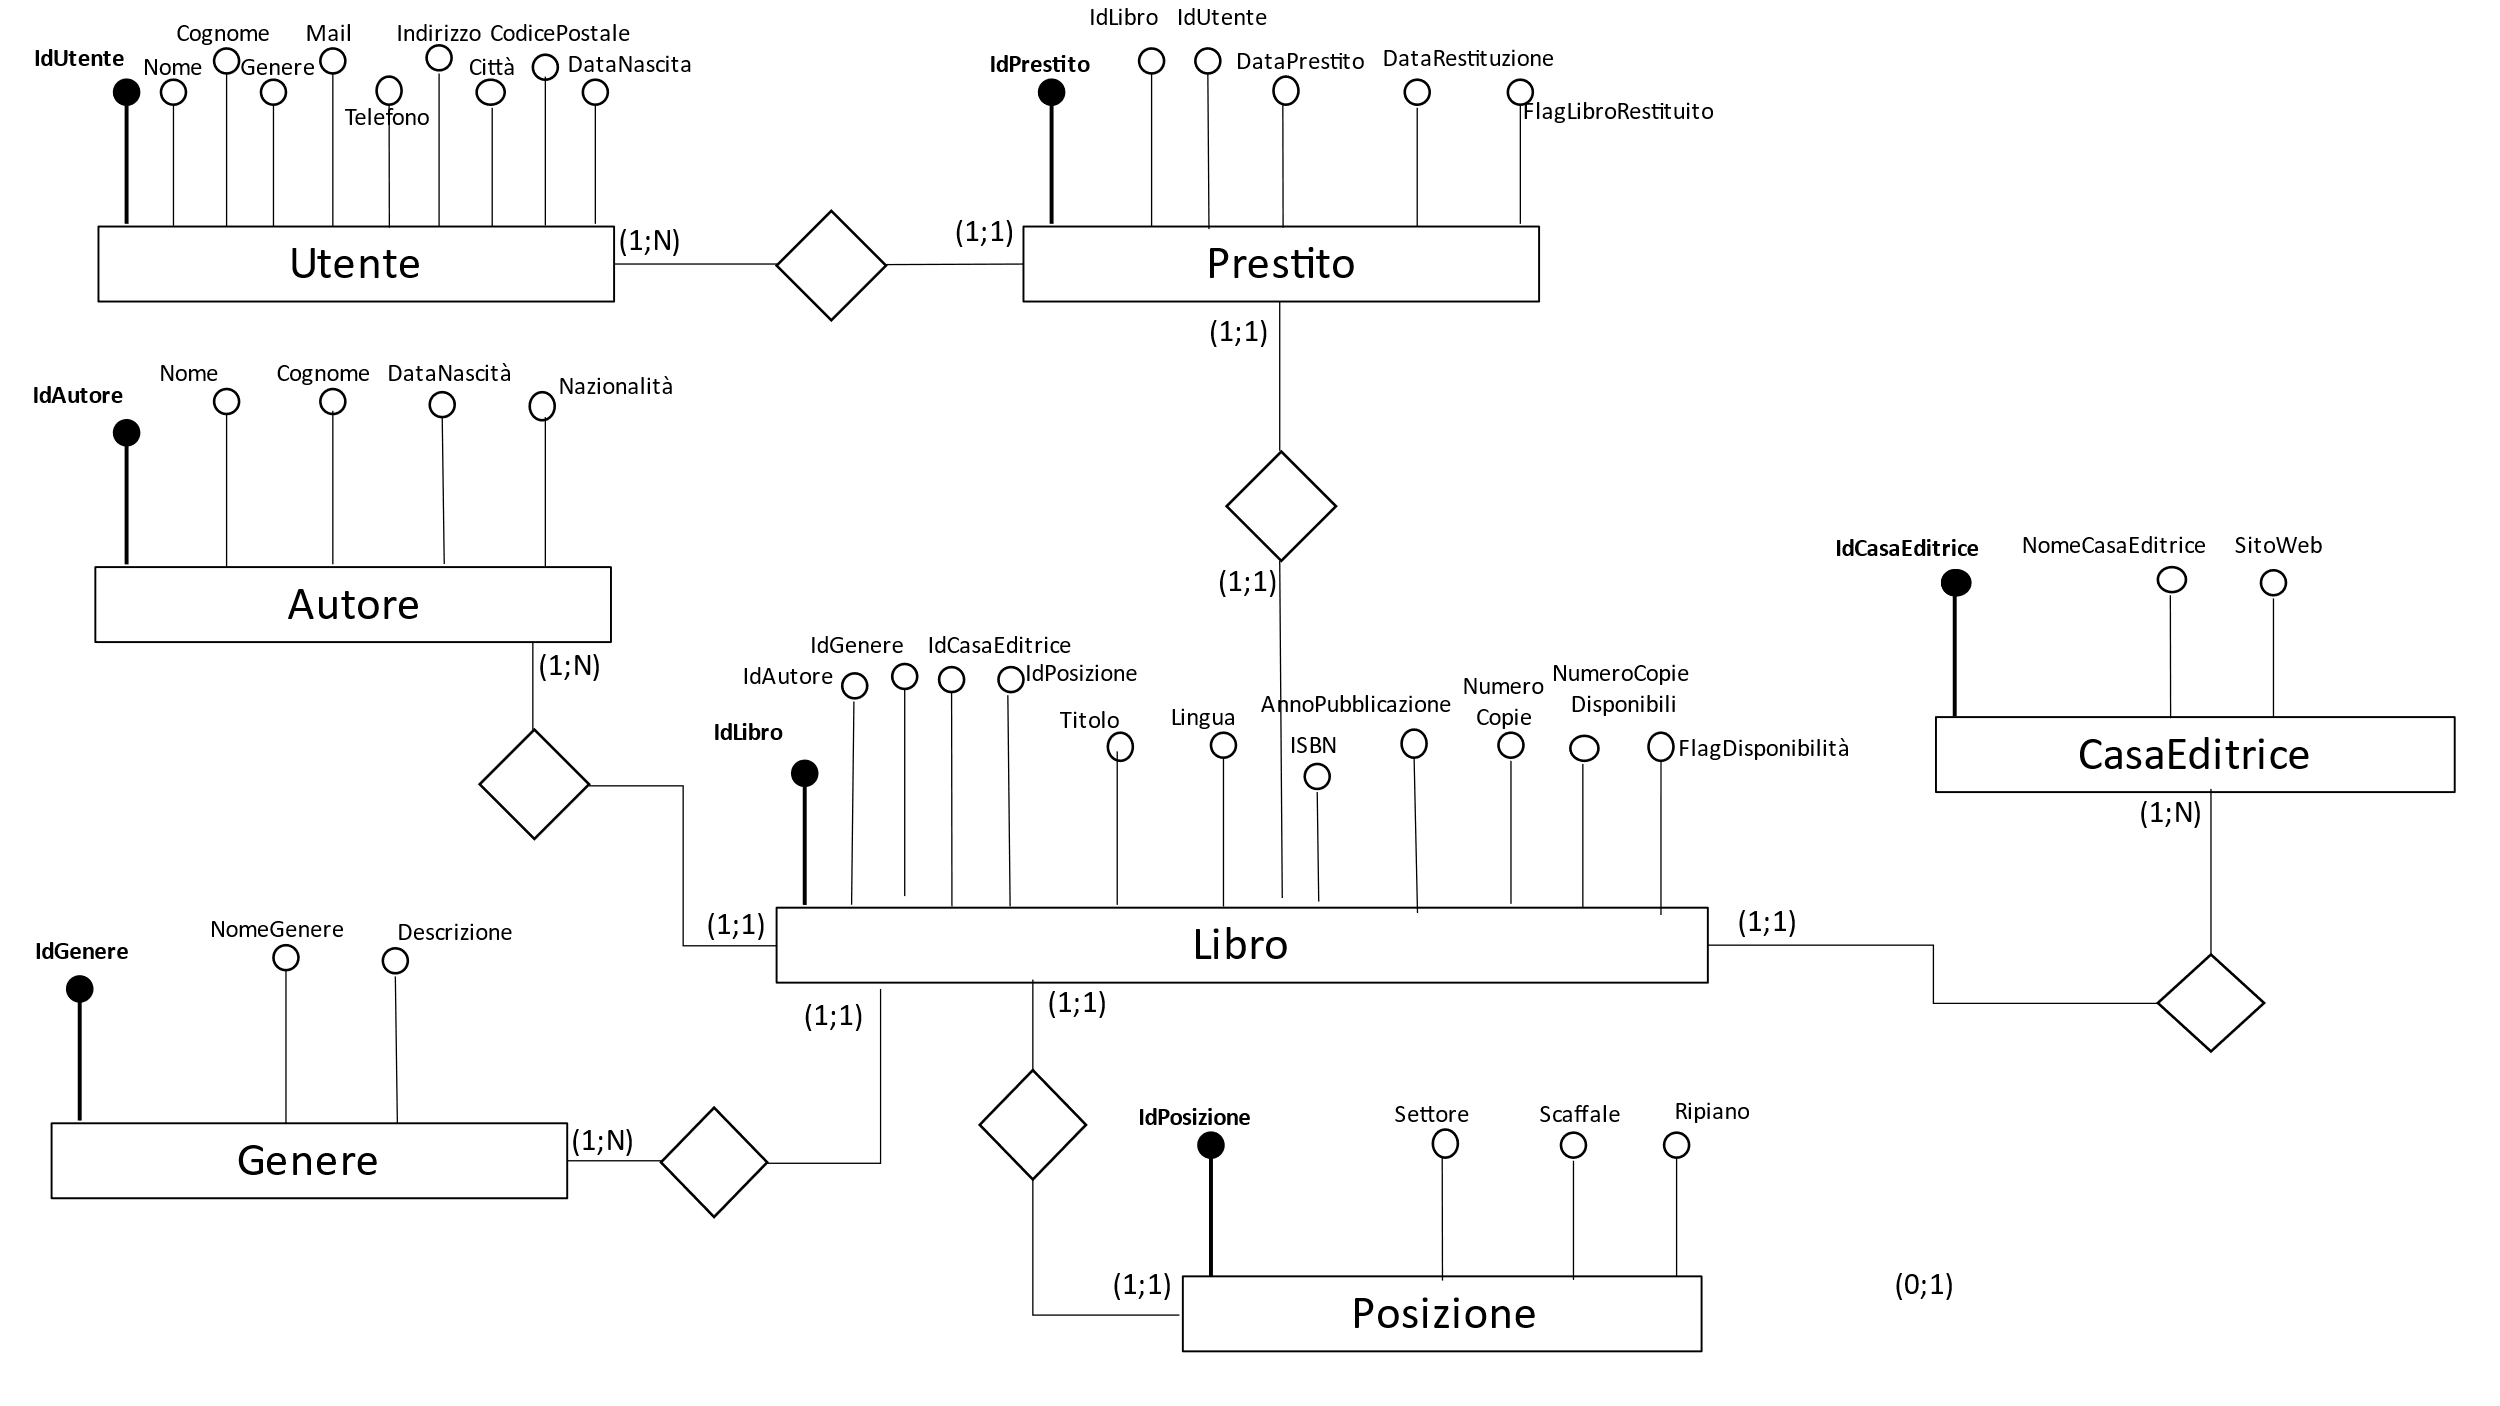 IdLibro IdUtente
Cognome Mail Indirizzo CodicePostale
IdUtente Nome Genere Città DataNascita
Telefono
IdPrestito DataPrestito DataRestituzione
FlagLibroRestituito
Utente
(1;N)
(1;1)
Prestito
(1;1)
Nome Cognome DataNascità Nazionalità
IdAutore
Autore
(1;N)
(1;1)
IdCasaEditrice NomeCasaEditrice SitoWeb
CasaEditrice
(1;N)
IdGenere IdCasaEditrice
IdAutore IdPosizione
IdLibro
Titolo
Lingua
AnnoPubblicazione
ISBN
Numero
Copie
NumeroCopie
Disponibili
FlagDisponibilità
(1;1)
Libro
(1;1)
(1;1)
(1;1)
IdGenere NomeGenere Descrizione
Genere
(1;N)
IdPosizione Settore Scaffale Ripiano
(1;1)
Posizione
(0;1)